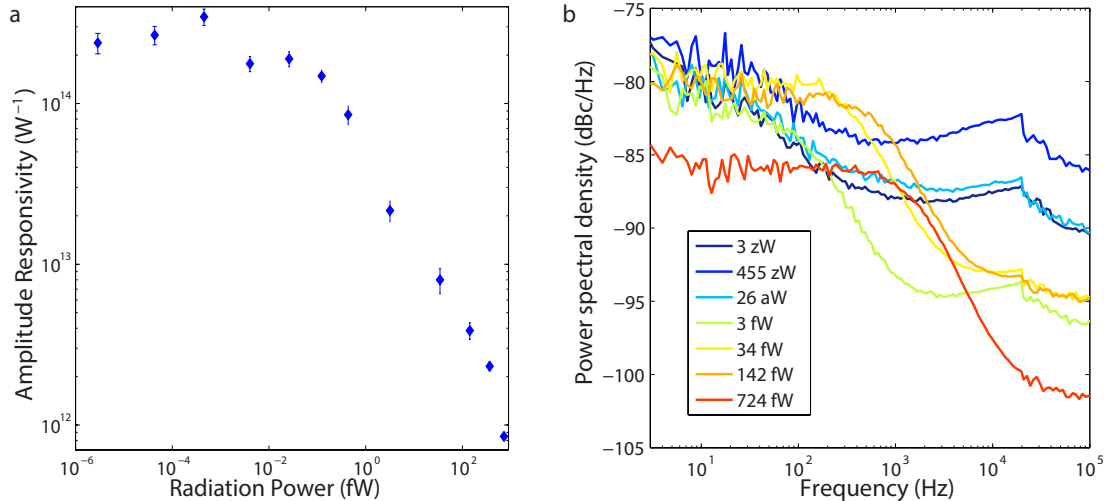 a
Amplitude Responsivity (W⁻¹)
10¹⁴
10¹³
10¹²
10⁻⁶
10⁻⁴
10⁻²
10⁰
10²
Radiation Power (fW)
b
Power spectral density (dBc/Hz)
−75
−80
−85
−90
−95
−100
−105
3 zW
455 zW
26 aW
3 fW
34 fW
142 fW
724 fW
10¹
10²
10³
10⁴
10⁵
Frequency (Hz)